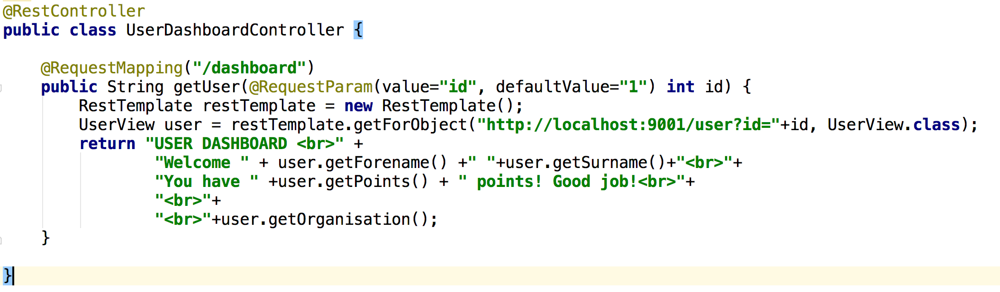 @RestController
public class UserDashboardController {
@RequestMapping("/dashboard")
public String getUser(@RequestParam(value="id", defaultValue="1") int id) {
RestTemplate restTemplate = new RestTemplate();
UserView user = restTemplate.getForObject("http://localhost:9001/user?id="+id, UserView.class);
return "USER DASHBOARD <br>" +
"Welcome " + user.getForename() +" "+user.getSurname()+"<br>"+
"You have " +user.getPoints() + " points! Good job!<br>"+
"<br>"+
"<br>"+user.getOrganisation();
}
}